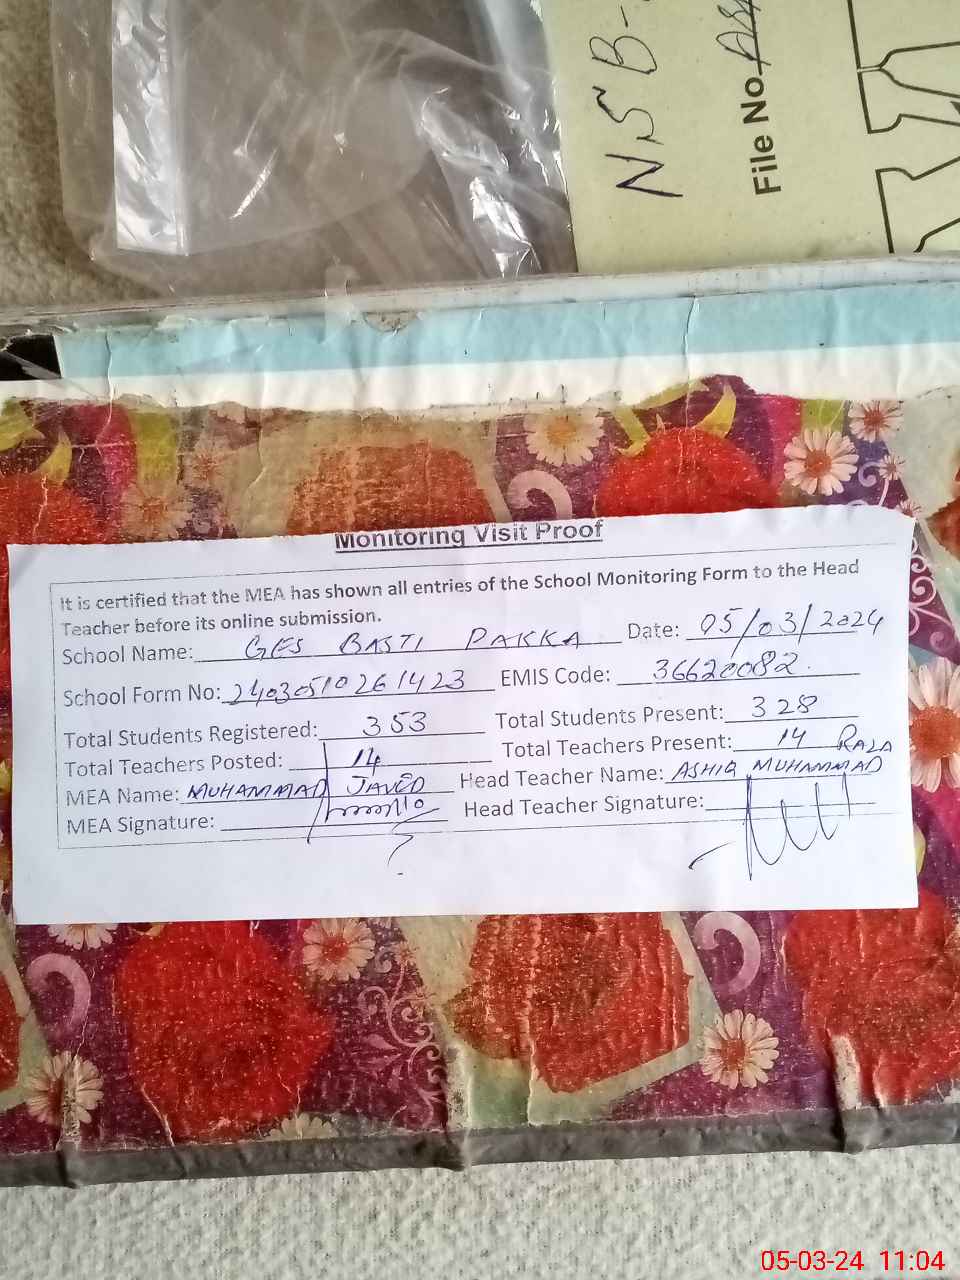 NSB-
File No.
Monitoring Visit Proof
It is certified that the MEA has shown all entries of the School Monitoring Form to the Head
Teacher before its online submission.
School Name: GES BASTI PAKKA Date: 05/03/2024
School Form No: 24030510261423 EMIS Code: 36620082.
Total Students Registered: 353 Total Students Present: 328
Total Teachers Posted: 14 Total Teachers Present: 14
MEA Name: MUHAMMAD JAVED Head Teacher Name: ASHIQ MUHAMMAD RAZA
MEA Signature: Head Teacher Signature:
05-03-24 11:04